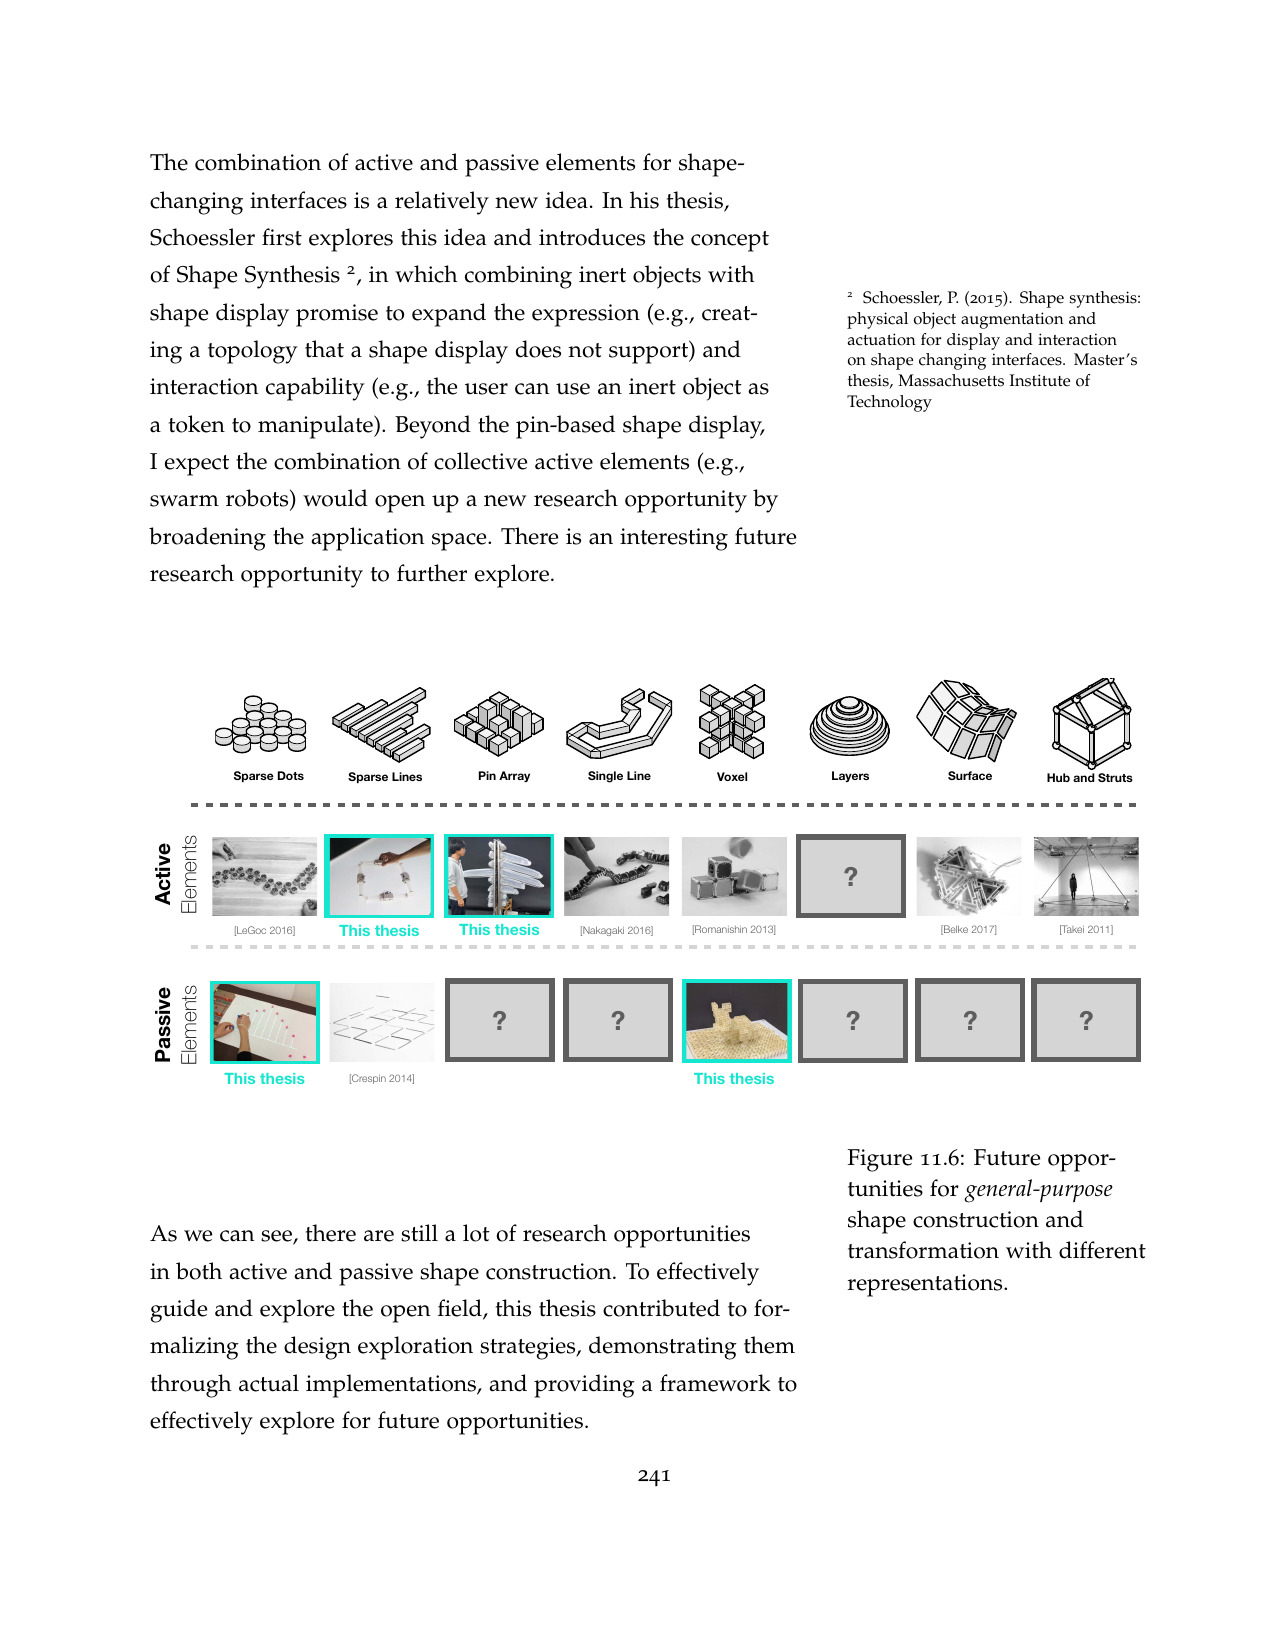 The combination of active and passive elements for shape-
changing interfaces is a relatively new idea. In his thesis,
Schoessler first explores this idea and introduces the concept
of Shape Synthesis ², in which combining inert objects with
shape display promise to expand the expression (e.g., creat-
ing a topology that a shape display does not support) and
interaction capability (e.g., the user can use an inert object as
a token to manipulate). Beyond the pin-based shape display,
I expect the combination of collective active elements (e.g.,
swarm robots) would open up a new research opportunity by
broadening the application space. There is an interesting future
research opportunity to further explore.
² Schoessler, P. (2015). Shape synthesis:
physical object augmentation and
actuation for display and interaction
on shape changing interfaces. Master's
thesis, Massachusetts Institute of
Technology
Sparse Dots
Sparse Lines
Pin Array
Single Line
Voxel
Layers
Surface
Hub and Struts
Active
Elements
?
[LeGoc 2016]
This thesis
This thesis
[Nakagaki 2016]
[Romanishin 2013]
[Belke 2017]
[Takei 2011]
Passive
Elements
?
?
?
?
?
This thesis
[Crespin 2014]
This thesis
Figure 11.6: Future oppor-
tunities for general-purpose
shape construction and
transformation with different
representations.
As we can see, there are still a lot of research opportunities
in both active and passive shape construction. To effectively
guide and explore the open field, this thesis contributed to for-
malizing the design exploration strategies, demonstrating them
through actual implementations, and providing a framework to
effectively explore for future opportunities.
241